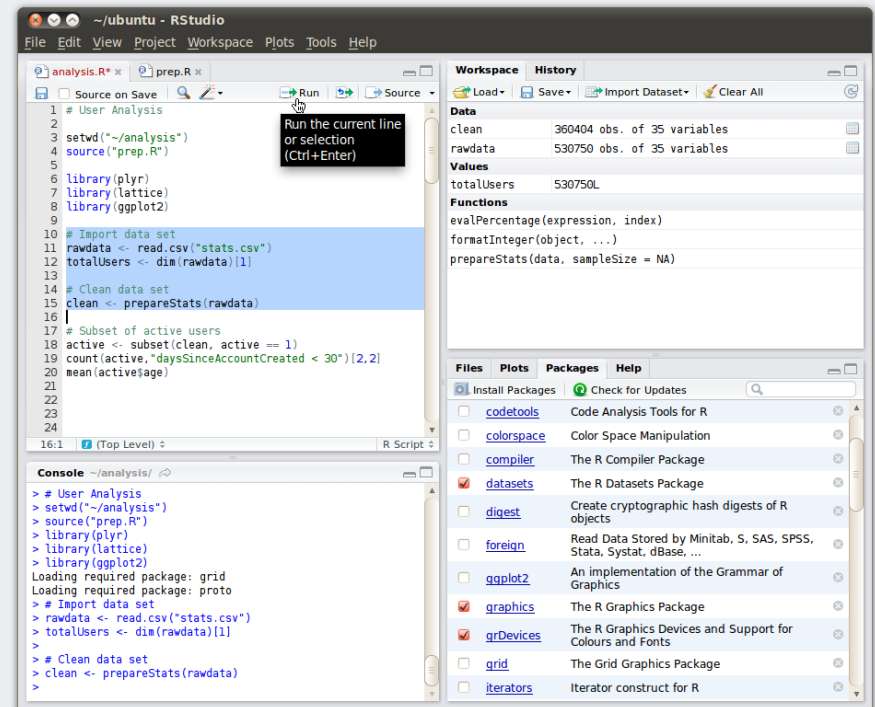 ~/ubuntu - RStudio
File Edit View Project Workspace Plots Tools Help
analysis.R* prep.R
Source on Save Run Source
Run the current line
or selection
(Ctrl+Enter)
1 # User Analysis
2
3 setwd("~/analysis")
4 source("prep.R")
5
6 library(plyr)
7 library(lattice)
8 library(ggplot2)
9
10 # Import data set
11 rawdata <- read.csv("stats.csv")
12 totalUsers <- dim(rawdata)[1]
13
14 # Clean data set
15 clean <- prepareStats(rawdata)
16
17 # Subset of active users
18 active <- subset(clean, active == 1)
19 count(active,"daysSinceAccountCreated < 30")[2,2]
20 mean(active$age)
21
22
23
24
16:1 (Top Level) R Script
Console ~/analysis/
> # User Analysis
> setwd("~/analysis")
> source("prep.R")
> library(plyr)
> library(lattice)
> library(ggplot2)
Loading required package: grid
Loading required package: proto
> # Import data set
> rawdata <- read.csv("stats.csv")
> totalUsers <- dim(rawdata)[1]
>
> # Clean data set
> clean <- prepareStats(rawdata)
>
Workspace History
Load Save Import Dataset Clear All
Data
clean 360404 obs. of 35 variables
rawdata 530750 obs. of 35 variables
Values
totalUsers 530750L
Functions
evalPercentage(expression, index)
formatInteger(object, ...)
prepareStats(data, sampleSize = NA)
Files Plots Packages Help
Install Packages Check for Updates
codetools Code Analysis Tools for R
colorspace Color Space Manipulation
compiler The R Compiler Package
datasets The R Datasets Package
digest Create cryptographic hash digests of R
objects
foreign Read Data Stored by Minitab, S, SAS, SPSS,
Stata, Systat, dBase, ...
ggplot2 An implementation of the Grammar of
Graphics
graphics The R Graphics Package
grDevices The R Graphics Devices and Support for
Colours and Fonts
grid The Grid Graphics Package
iterators Iterator construct for R